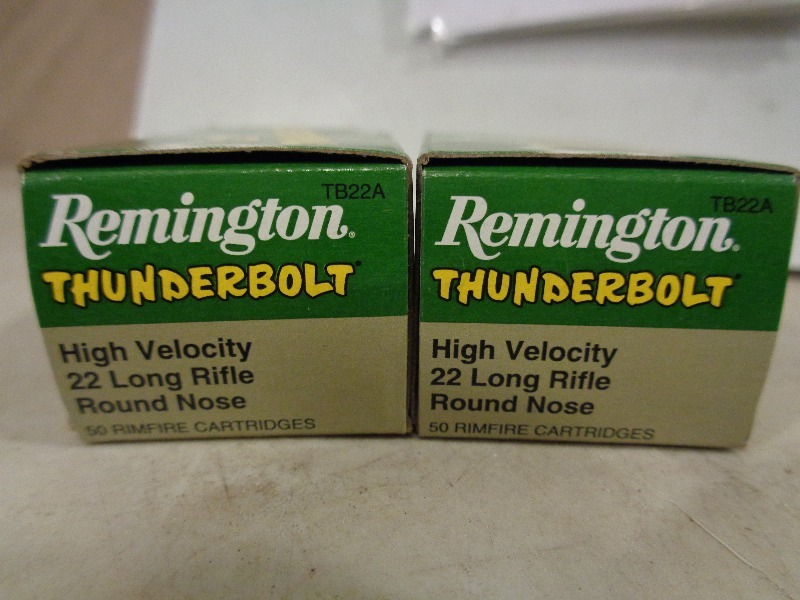 TB22A
Remington®
THUNDERBOLT®
High Velocity
22 Long Rifle
Round Nose
50 RIMFIRE CARTRIDGES
TB22A
Remington®
THUNDERBOLT®
High Velocity
22 Long Rifle
Round Nose
50 RIMFIRE CARTRIDGES